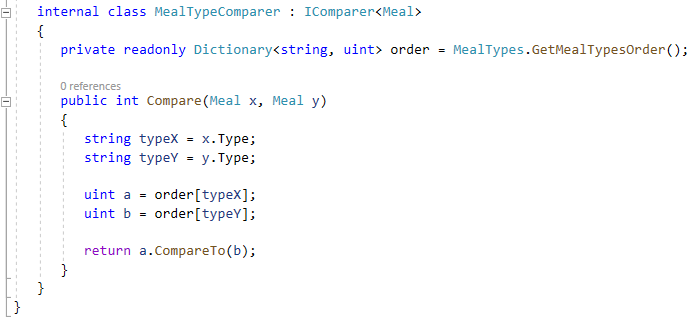 internal class MealTypeComparer : IComparer<Meal>
{
private readonly Dictionary<string, uint> order = MealTypes.GetMealTypesOrder();
0 references
public int Compare(Meal x, Meal y)
{
string typeX = x.Type;
string typeY = y.Type;
uint a = order[typeX];
uint b = order[typeY];
return a.CompareTo(b);
}
}
}